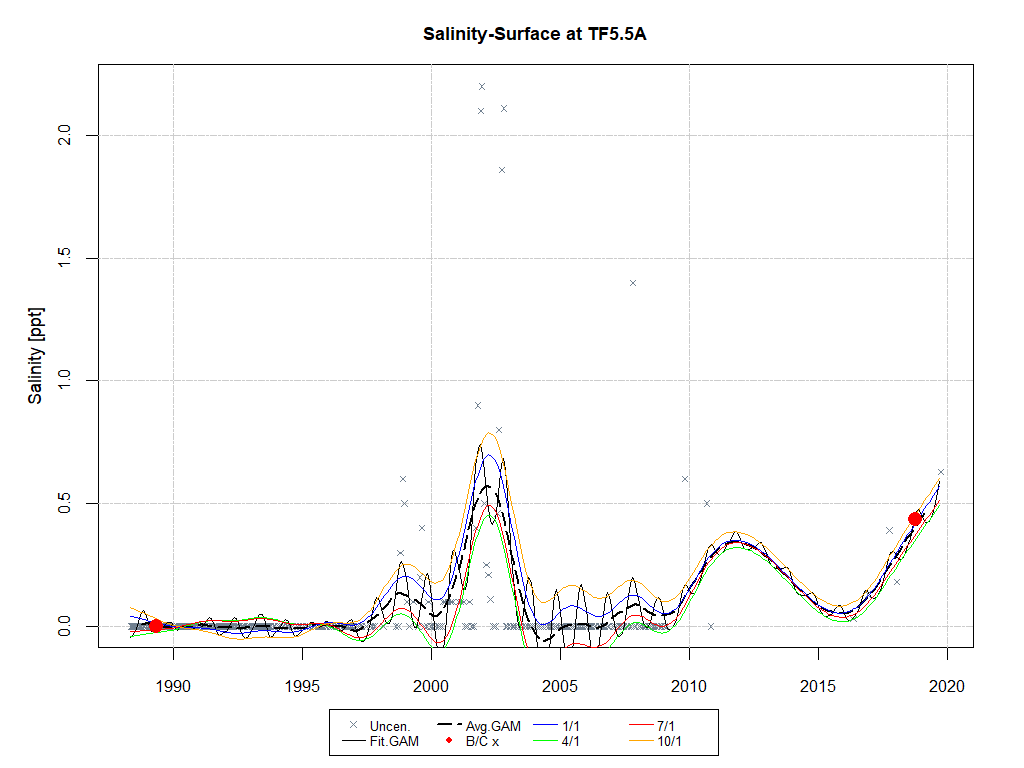 Salinity-Surface at TF5.5A
Salinity [ppt]
2.0
1.5
1.0
0.5
0.0
1990 1995 2000 2005 2010 2015 2020
Uncen. Avg.GAM 1/1 7/1
Fit.GAM B/C x 4/1 10/1